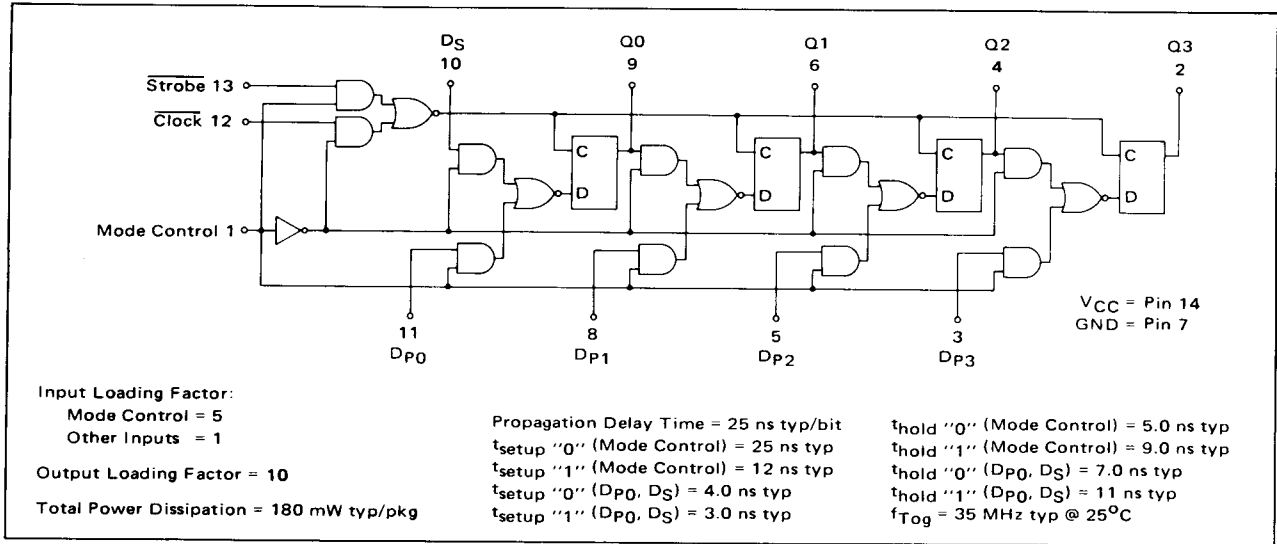 DS Q0 Q1 Q2 Q3
10 9 6 4 2
Strobe 13
Clock 12
C C C C
D D D D
Mode Control 1
11 8 5 3
DP0 DP1 DP2 DP3
VCC = Pin 14
GND = Pin 7
Input Loading Factor:
Mode Control = 5
Other Inputs = 1
Output Loading Factor = 10
Total Power Dissipation = 180 mW typ/pkg
Propagation Delay Time = 25 ns typ/bit
tsetup "0" (Mode Control) = 25 ns typ
tsetup "1" (Mode Control) = 12 ns typ
tsetup "0" (DP0, DS) = 4.0 ns typ
tsetup "1" (DP0, DS) = 3.0 ns typ
thold "0" (Mode Control) = 5.0 ns typ
thold "1" (Mode Control) = 9.0 ns typ
thold "0" (DP0, DS) = 7.0 ns typ
thold "1" (DP0, DS) = 11 ns typ
fTog = 35 MHz typ @ 25°C